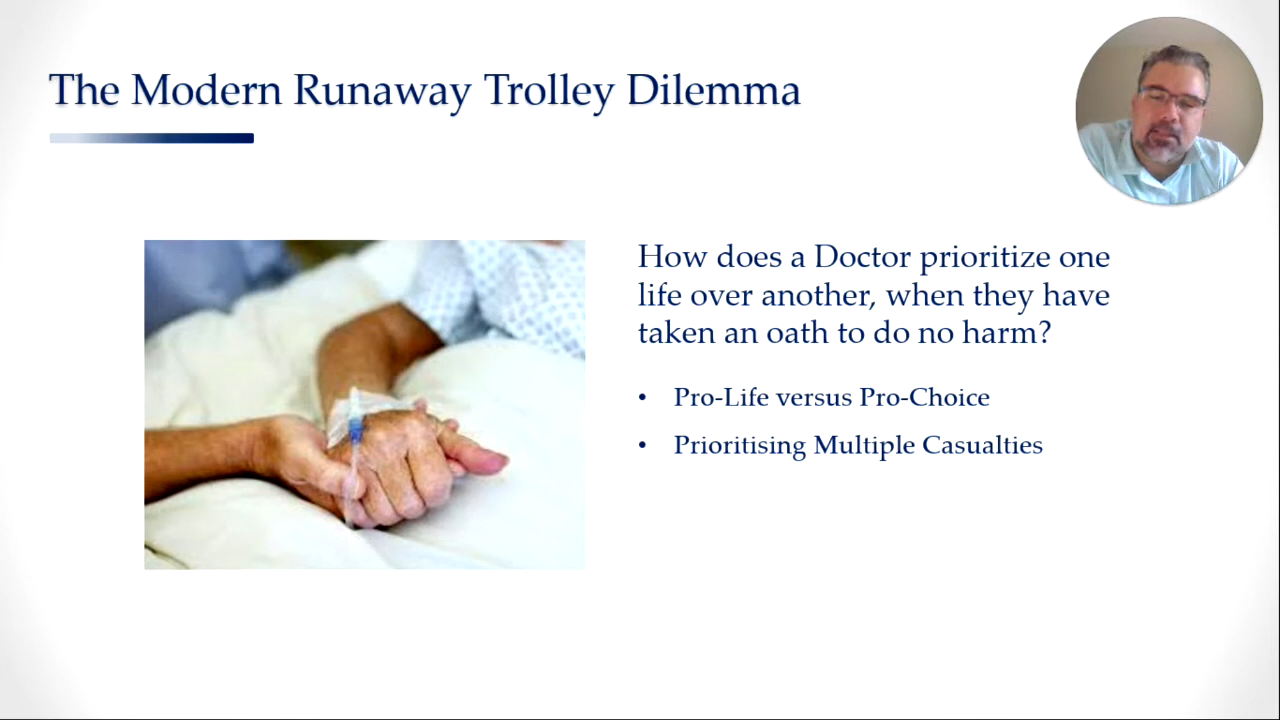 The Modern Runaway Trolley Dilemma
How does a Doctor prioritize one
life over another, when they have
taken an oath to do no harm?
• Pro-Life versus Pro-Choice
• Prioritising Multiple Casualties